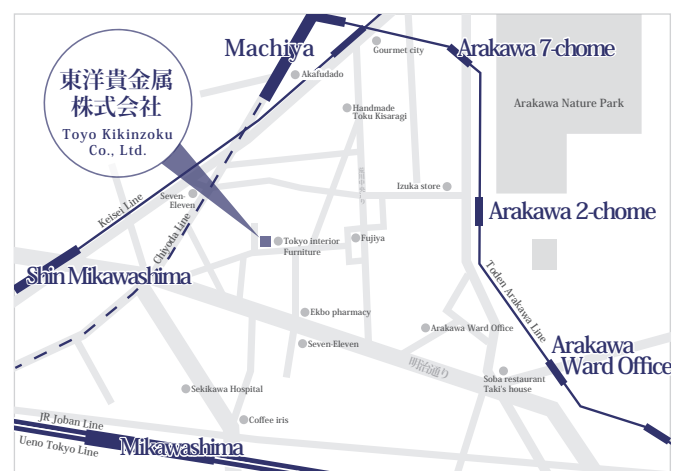 Machiya
Gourmet city
Arakawa 7-chome
Akafudado
東洋貴金属
株式会社
Toyo Kikinzoku
Co., Ltd.
Handmade
Toku Kisaragi
Arakawa Nature Park
Izuka store
Seven-
Eleven
Keisei Line
Chiyoda Line
Arakawa 2-chome
Tokyo interior
Furniture
Fujiya
Shin Mikawashima
Toden Arakawa Line
Ekbo pharmacy
Arakawa Ward Office
Seven-Eleven
Arakawa
Ward Office
明治通り
Soba restaurant
Taki's house
Sekikawa Hospital
Coffee iris
JR Joban Line
Ueno Tokyo Line
Mikawashima